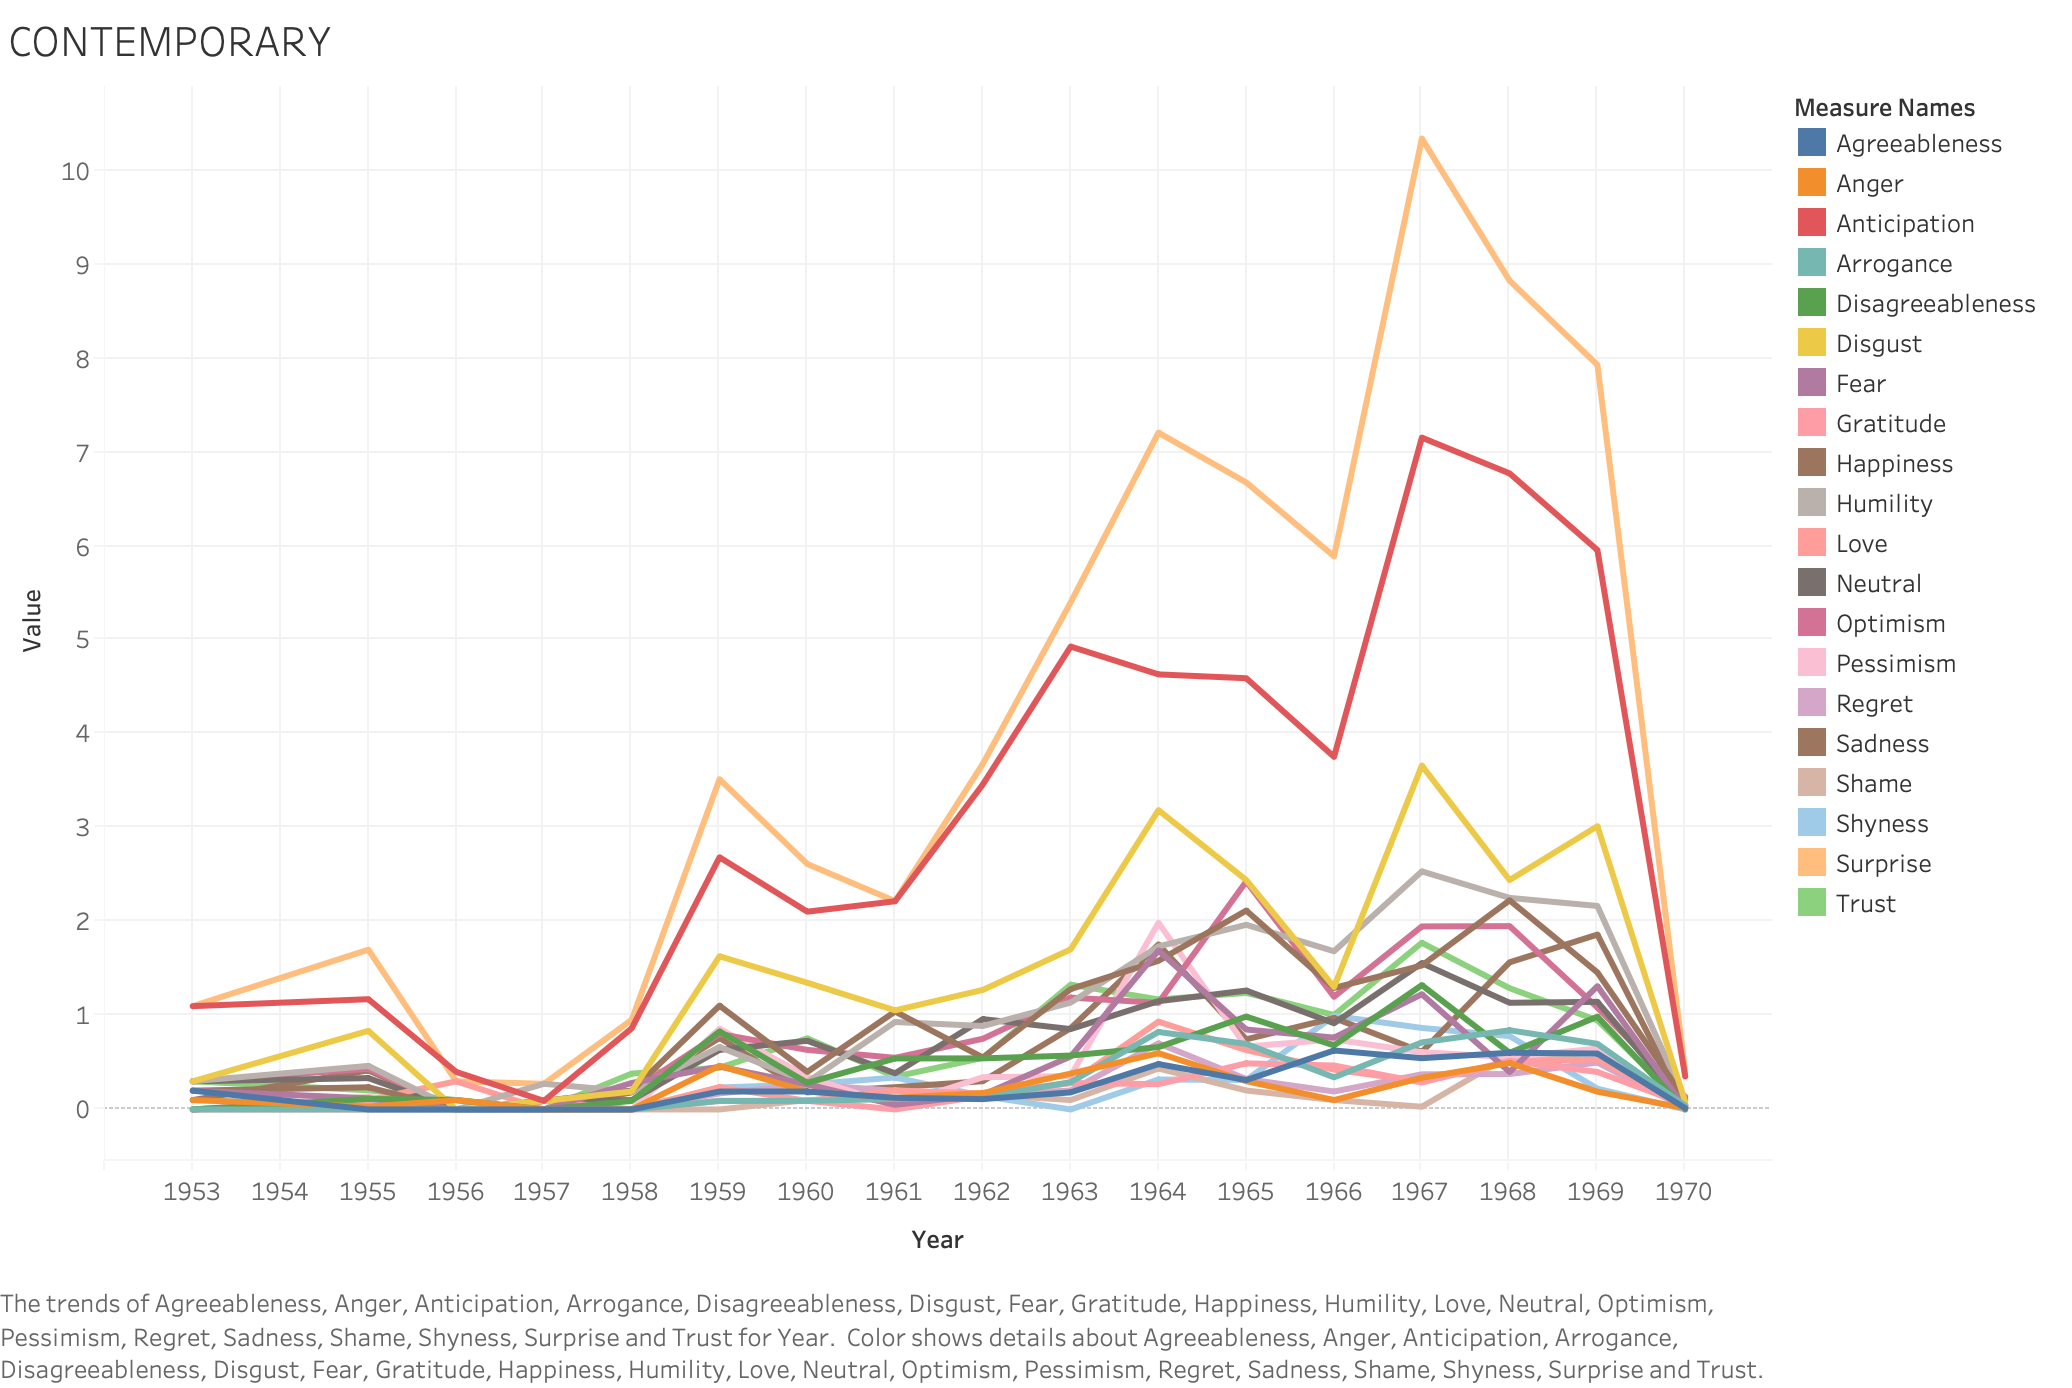 CONTEMPORARY
Measure Names
Agreeableness
Anger
Anticipation
Arrogance
Disagreeableness
Disgust
Fear
Gratitude
Happiness
Humility
Love
Neutral
Optimism
Pessimism
Regret
Sadness
Shame
Shyness
Surprise
Trust
10
9
8
7
6
5
4
3
2
1
0
Value
1953 1954 1955 1956 1957 1958 1959 1960 1961 1962 1963 1964 1965 1966 1967 1968 1969 1970
Year
The trends of Agreeableness, Anger, Anticipation, Arrogance, Disagreeableness, Disgust, Fear, Gratitude, Happiness, Humility, Love, Neutral, Optimism,
Pessimism, Regret, Sadness, Shame, Shyness, Surprise and Trust for Year.  Color shows details about Agreeableness, Anger, Anticipation, Arrogance,
Disagreeableness, Disgust, Fear, Gratitude, Happiness, Humility, Love, Neutral, Optimism, Pessimism, Regret, Sadness, Shame, Shyness, Surprise and Trust.